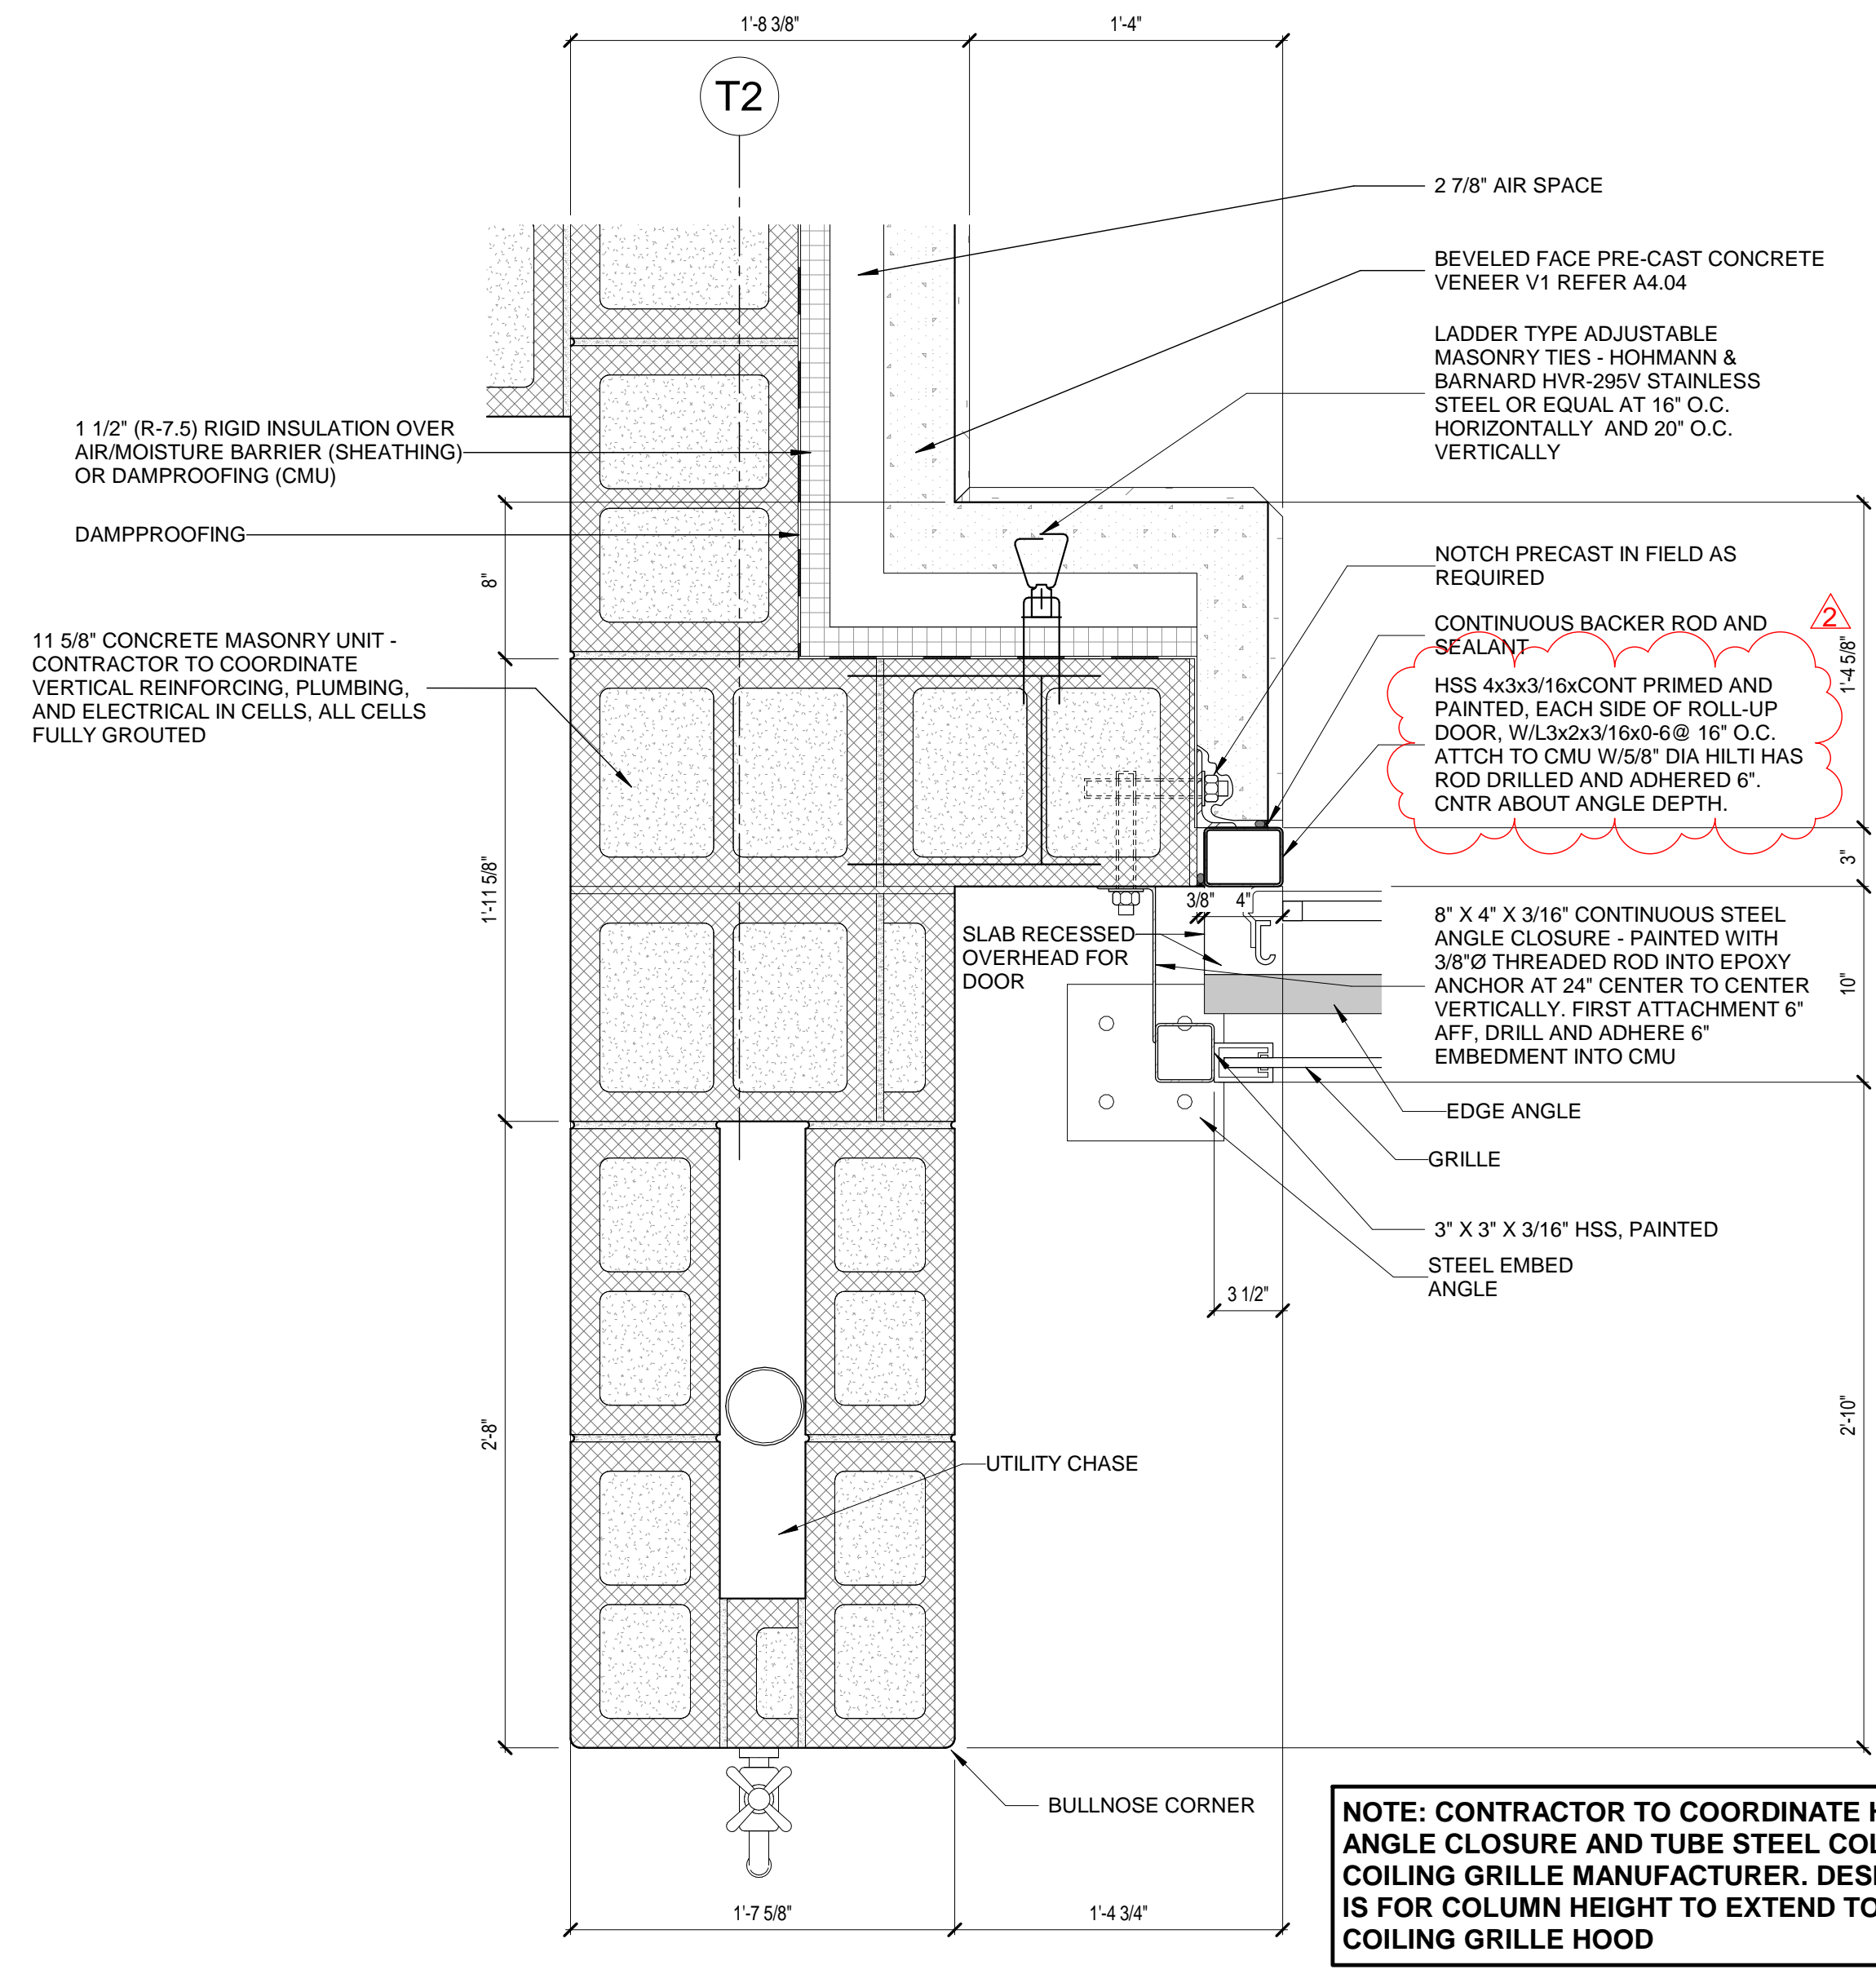 1'-8 3/8"
1'-4"
T2
2 7/8" AIR SPACE
BEVELED FACE PRE-CAST CONCRETE
VENEER V1 REFER A4.04
LADDER TYPE ADJUSTABLE
MASONRY TIES - HOHMANN &
BARNARD HVR-295V STAINLESS
STEEL OR EQUAL AT 16" O.C.
HORIZONTALLY AND 20" O.C.
VERTICALLY
1 1/2" (R-7.5) RIGID INSULATION OVER
AIR/MOISTURE BARRIER (SHEATHING)
OR DAMPROOFING (CMU)
DAMPPROOFING
8"
NOTCH PRECAST IN FIELD AS
REQUIRED
CONTINUOUS BACKER ROD AND
SEALANT
2
1'-4 5/8"
11 5/8" CONCRETE MASONRY UNIT -
CONTRACTOR TO COORDINATE
VERTICAL REINFORCING, PLUMBING,
AND ELECTRICAL IN CELLS, ALL CELLS
FULLY GROUTED
HSS 4x3x3/16xCONT PRIMED AND
PAINTED, EACH SIDE OF ROLL-UP
DOOR, W/L3x2x3/16x0-6@ 16" O.C.
ATTCH TO CMU W/5/8" DIA HILTI HAS
ROD DRILLED AND ADHERED 6".
CNTR ABOUT ANGLE DEPTH.
3"
1'-11 5/8"
3/8"
4"
SLAB RECESSED
OVERHEAD FOR
DOOR
8" X 4" X 3/16" CONTINUOUS STEEL
ANGLE CLOSURE - PAINTED WITH
3/8"Ø THREADED ROD INTO EPOXY
ANCHOR AT 24" CENTER TO CENTER
VERTICALLY. FIRST ATTACHMENT 6"
AFF, DRILL AND ADHERE 6"
EMBEDMENT INTO CMU
10"
EDGE ANGLE
GRILLE
3" X 3" X 3/16" HSS, PAINTED
STEEL EMBED
ANGLE
3 1/2"
2'-8"
2'-10"
UTILITY CHASE
BULLNOSE CORNER
1'-7 5/8"
1'-4 3/4"
NOTE: CONTRACTOR TO COORDINATE
ANGLE CLOSURE AND TUBE STEEL
COILING GRILLE MANUFACTURER.
IS FOR COLUMN HEIGHT TO EXTEND TO
COILING GRILLE HOOD